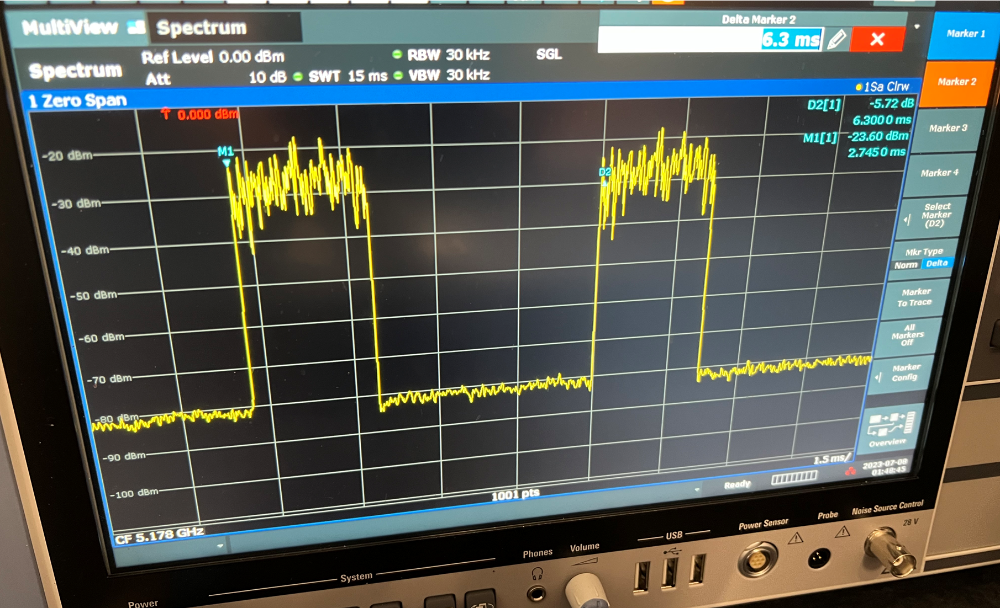 MultiView
Spectrum
Delta Marker 2
6.3 ms
Marker 1
Spectrum
Ref Level 0.00 dBm
RBW 30 kHz
SGL
Att 10 dB
SWT 15 ms
VBW 30 kHz
Marker 2
1 Zero Span
1Sa Clrw
0.000 dBm
D2[1] -5.72 dB
6.3000 ms
M1[1] -23.60 dBm
2.7450 ms
Marker 3
M1
D2
-20 dBm
-30 dBm
-40 dBm
-50 dBm
-60 dBm
-70 dBm
-80 dBm
-90 dBm
-100 dBm
Marker 4
Select
Marker
(D2)
Mkr Type
Norm Delta
Marker
To Trace
All
Markers
Off
Marker
Config
Overview
CF 5.178 GHz
1001 pts
1.5 ms/
Ready
2023-07-08
01:48:45
Power
System
Phones
Volume
USB
Power Sensor
Probe
Noise Source Control
28 V